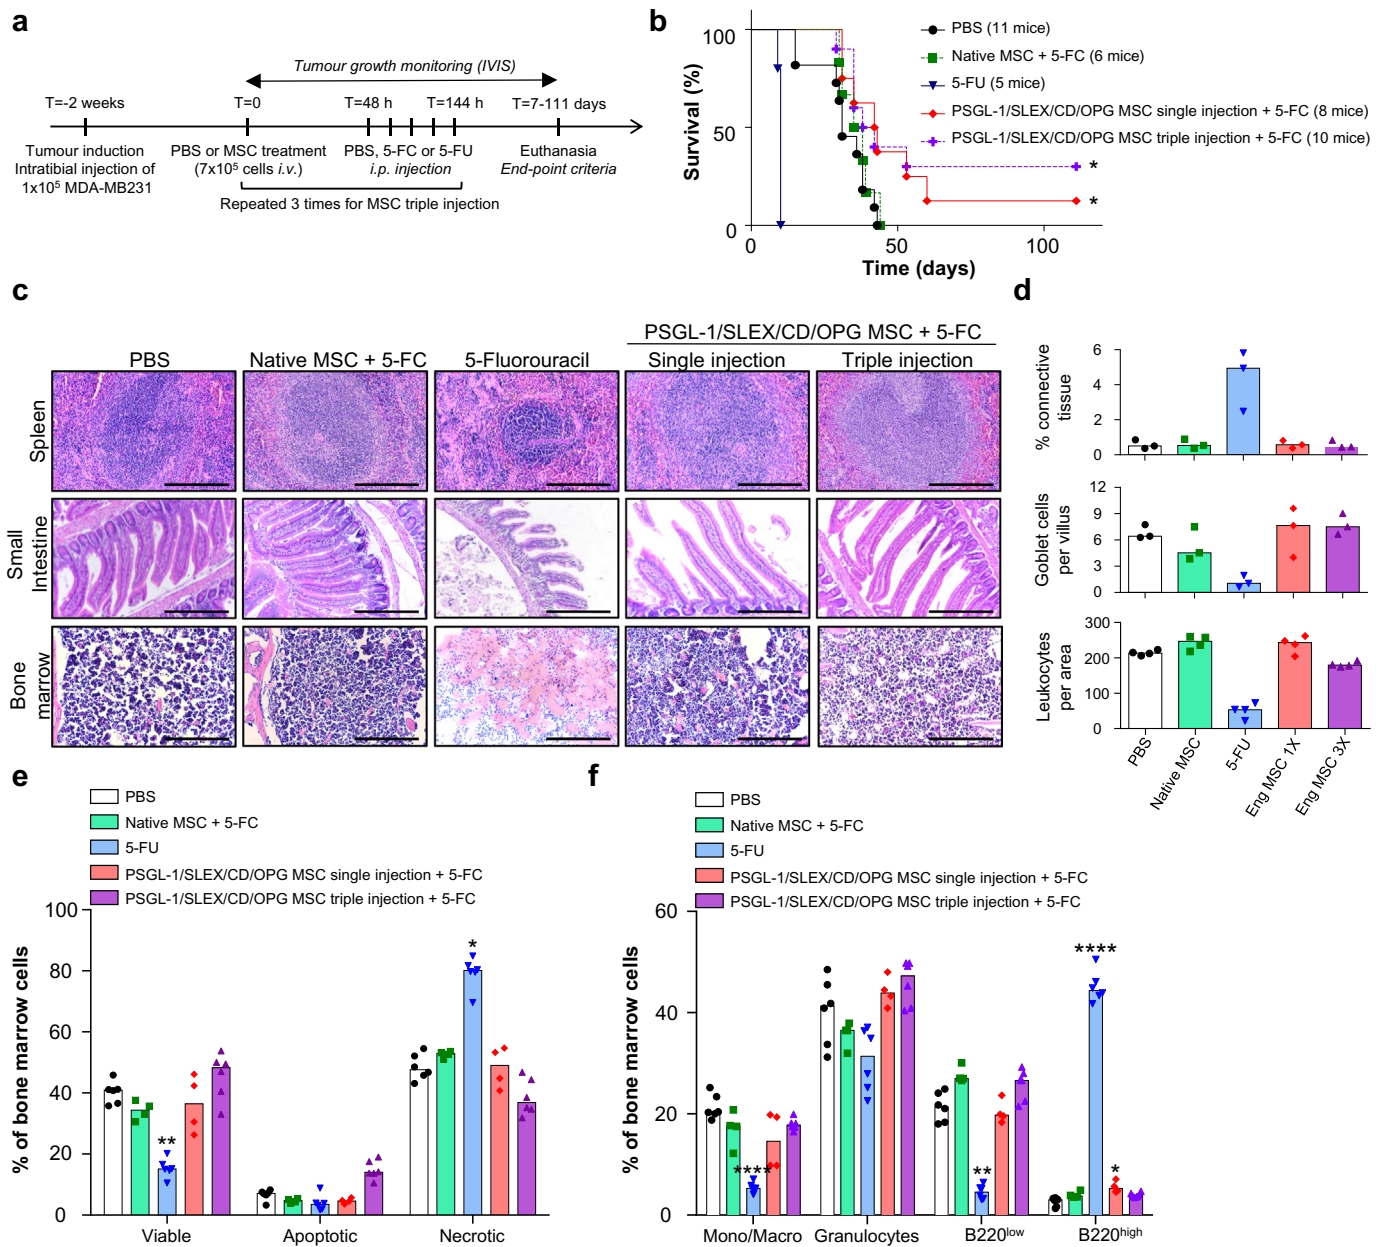 a
Tumour growth monitoring (IVIS)
T=-2 weeks
T=0
T=48 h
T=144 h
T=7-111 days
Tumour induction
Intratibial injection of
1x10⁵ MDA-MB231
PBS or MSC treatment
(7x10⁵ cells i.v.)
PBS, 5-FC or 5-FU
i.p. injection
Euthanasia
End-point criteria
Repeated 3 times for MSC triple injection
b
Survival (%)
100
50
0
0
50
100
Time (days)
PBS (11 mice)
Native MSC + 5-FC (6 mice)
5-FU (5 mice)
PSGL-1/SLEX/CD/OPG MSC single injection + 5-FC (8 mice)
PSGL-1/SLEX/CD/OPG MSC triple injection + 5-FC (10 mice)
*
*
c
PSGL-1/SLEX/CD/OPG MSC + 5-FC
PBS
Native MSC + 5-FC
5-Fluorouracil
Single injection
Triple injection
Spleen
Small
Intestine
Bone
marrow
d
% connective
tissue
6
4
2
0
Goblet cells
per villus
12
9
6
3
0
Leukocytes
per area
300
200
100
0
PBS
Native MSC
5-FU
Eng MSC 1X
Eng MSC 3X
e
PBS
Native MSC + 5-FC
5-FU
PSGL-1/SLEX/CD/OPG MSC single injection + 5-FC
PSGL-1/SLEX/CD/OPG MSC triple injection + 5-FC
% of bone marrow cells
100
80
60
40
20
0
**
*
Viable
Apoptotic
Necrotic
f
PBS
Native MSC + 5-FC
5-FU
PSGL-1/SLEX/CD/OPG MSC single injection + 5-FC
PSGL-1/SLEX/CD/OPG MSC triple injection + 5-FC
% of bone marrow cells
60
40
20
0
****
**
****
*
Mono/Macro
Granulocytes
B220ˡᵒʷ
B220ʰⁱᵍʰ